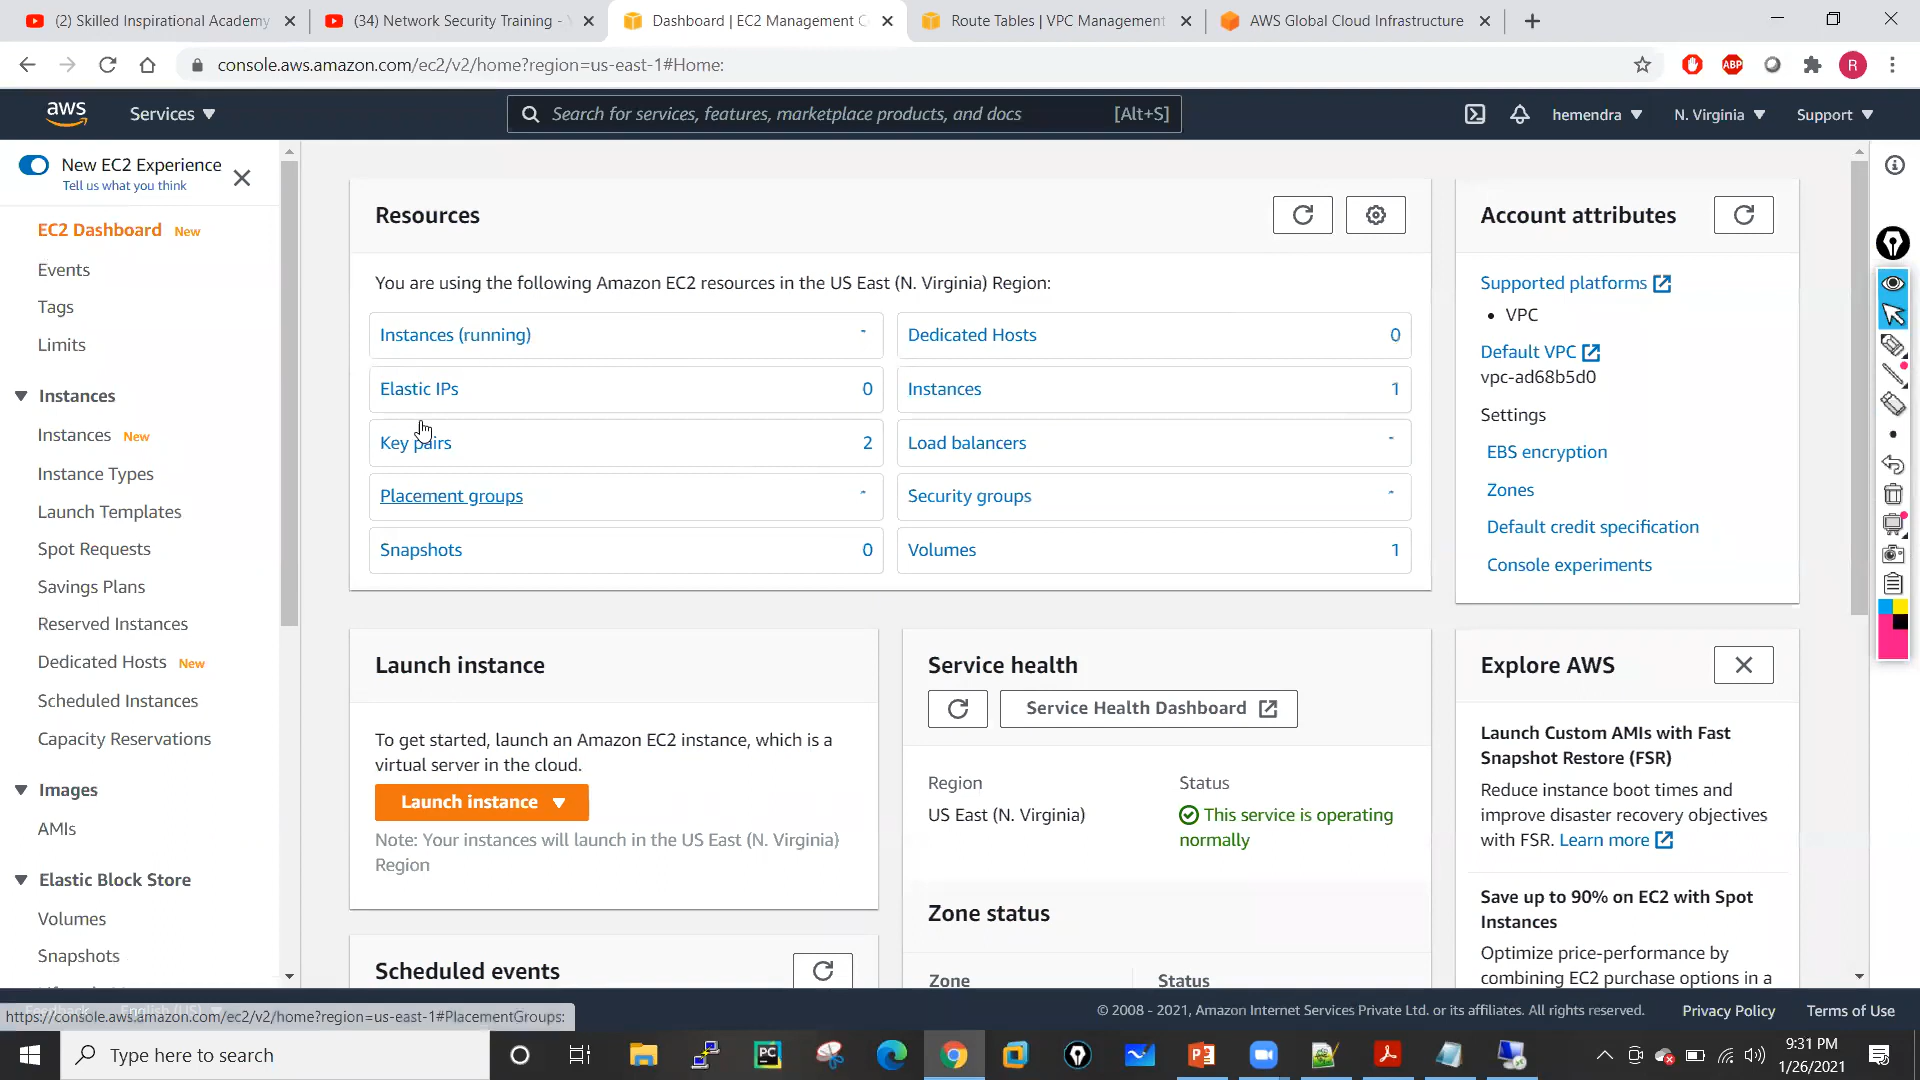 (2) Skilled Inspirational Academy
(34) Network Security Training -
Dashboard | EC2 Management C
Route Tables | VPC Management
AWS Global Cloud Infrastructure
console.aws.amazon.com/ec2/v2/home?region=us-east-1#Home:
ABP
R
aws
Services
Search for services, features, marketplace products, and docs
[Alt+S]
hemendra
N. Virginia
Support
New EC2 Experience
Tell us what you think
EC2 Dashboard New
Events
Tags
Limits
Instances
Instances New
Instance Types
Launch Templates
Spot Requests
Savings Plans
Reserved Instances
Dedicated Hosts New
Scheduled Instances
Capacity Reservations
Images
AMIs
Elastic Block Store
Volumes
Snapshots
Resources
You are using the following Amazon EC2 resources in the US East (N. Virginia) Region:
Instances (running)
Dedicated Hosts 0
Elastic IPs 0
Instances 1
Key pairs 2
Load balancers
Placement groups
Security groups
Snapshots 0
Volumes 1
Account attributes
Supported platforms
• VPC
Default VPC
vpc-ad68b5d0
Settings
EBS encryption
Zones
Default credit specification
Console experiments
Launch instance
To get started, launch an Amazon EC2 instance, which is a
virtual server in the cloud.
Launch instance
Note: Your instances will launch in the US East (N. Virginia)
Region
Scheduled events
Service health
Service Health Dashboard
Region
US East (N. Virginia)
Status
This service is operating
normally
Zone status
Zone
Status
Explore AWS
Launch Custom AMIs with Fast
Snapshot Restore (FSR)
Reduce instance boot times and
improve disaster recovery objectives
with FSR. Learn more
Save up to 90% on EC2 with Spot
Instances
Optimize price-performance by
combining EC2 purchase options in a
https://console.aws.amazon.com/ec2/v2/home?region=us-east-1#PlacementGroups:
© 2008 - 2021, Amazon Internet Services Private Ltd. or its affiliates. All rights reserved.
Privacy Policy
Terms of Use
Type here to search
PC
9:31 PM
1/26/2021